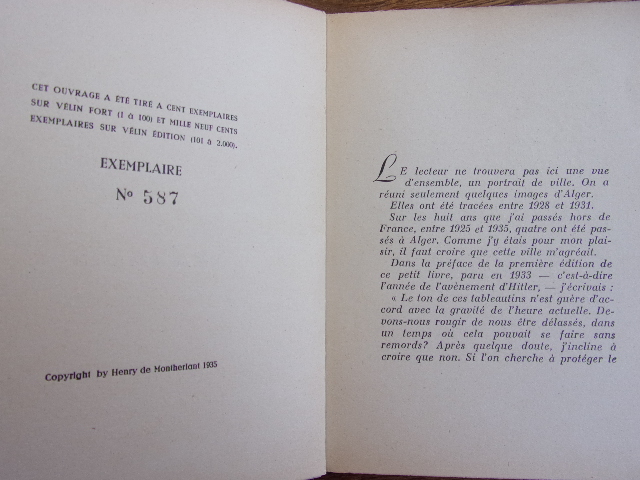 CET OUVRAGE A ÉTÉ TIRÉ A CENT EXEMPLAIRES
SUR VÉLIN FORT (1 à 100) ET MILLE NEUF CENTS
EXEMPLAIRES SUR VÉLIN ÉDITION (101 à 2.000).
EXEMPLAIRE
No 587
Copyright by Henry de Montherlant 1935
LE lecteur ne trouvera pas ici une vue
d'ensemble, un portrait de ville. On a
réuni seulement quelques images d'Alger.
Elles ont été tracées entre 1928 et 1931.
Sur les huit ans que j'ai passés hors de
France, entre 1925 et 1935, quatre ont été pas-
sés à Alger. Comme j'y étais pour mon plai-
sir, il faut croire que cette ville m'agréait.
Dans la préface de la première édition de
ce petit livre, paru en 1933 — c'est-à-dire
l'année de l'avènement d'Hitler, — j'écrivais :
« Le ton de ces tableautins n'est guère d'ac-
cord avec la gravité de l'heure actuelle. De-
vons-nous rougir de nous être délassés, dans
un temps où cela pouvait se faire sans
remords? Après quelque doute, j'incline à
croire que non. Si l'on cherche à protéger le